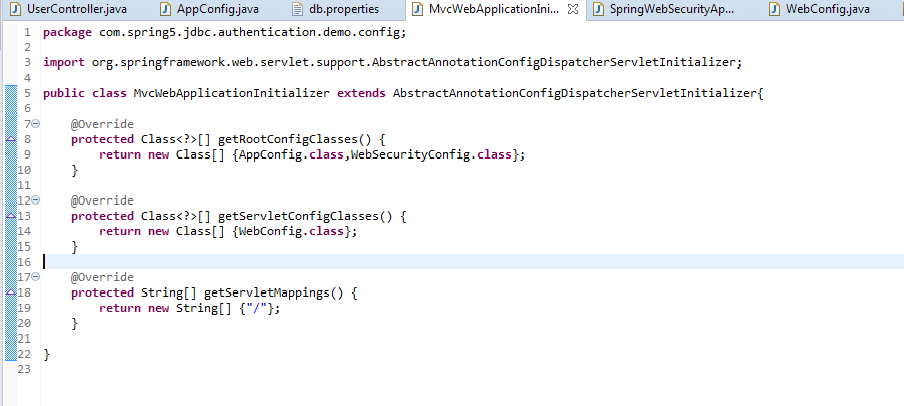 UserController.java AppConfig.java db.properties MvcWebApplicationIni... SpringWebSecurityAp... WebConfig.java
1 package com.spring5.jdbc.authentication.demo.config;
2
3 import org.springframework.web.servlet.support.AbstractAnnotationConfigDispatcherServletInitializer;
4
5 public class MvcWebApplicationInitializer extends AbstractAnnotationConfigDispatcherServletInitializer{
6
7 @Override
8 protected Class<?>[] getRootConfigClasses() {
9 return new Class[] {AppConfig.class,WebSecurityConfig.class};
10 }
11
12 @Override
13 protected Class<?>[] getServletConfigClasses() {
14 return new Class[] {WebConfig.class};
15 }
16
17 @Override
18 protected String[] getServletMappings() {
19 return new String[] {"/"};
20 }
21
22 }
23